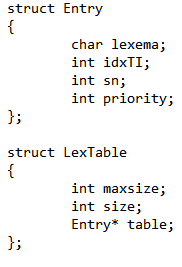 struct Entry
{
        char lexema;
        int idxTI;
        int sn;
        int priority;
};

struct LexTable
{
        int maxsize;
        int size;
        Entry* table;
};